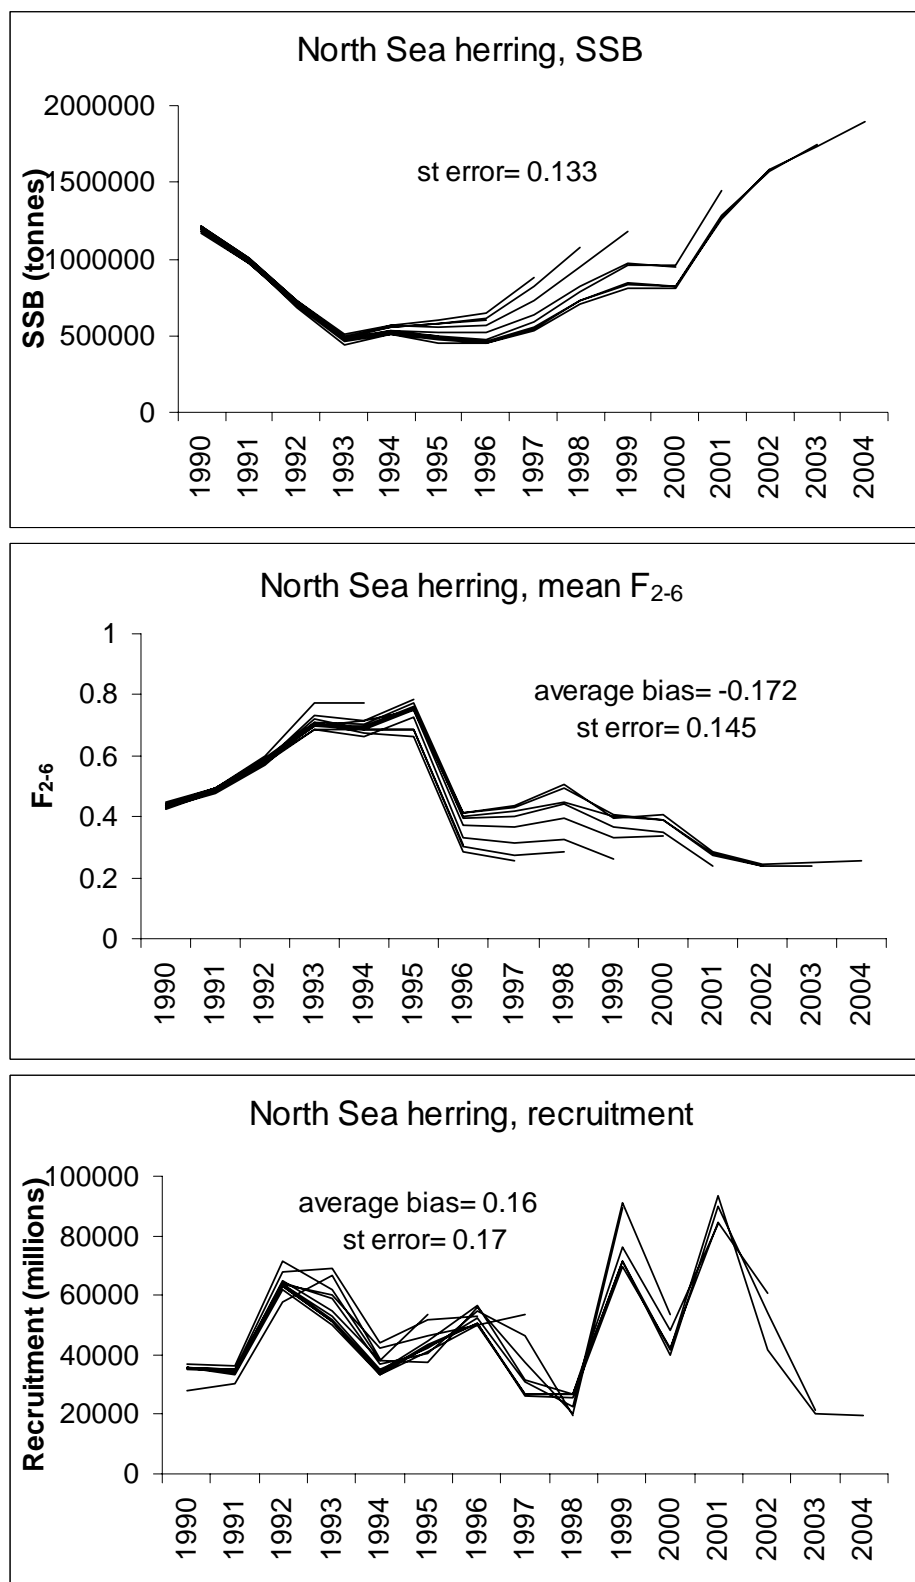 North Sea herring, SSB
SSB (tonnes)
2000000
1500000
1000000
500000
0
st error= 0.133
1990 1991 1992 1993 1994 1995 1996 1997 1998 1999 2000 2001 2002 2003 2004
North Sea herring, mean F2-6
F2-6
1
0.8
0.6
0.4
0.2
0
average bias= -0.172
st error= 0.145
1990 1991 1992 1993 1994 1995 1996 1997 1998 1999 2000 2001 2002 2003 2004
North Sea herring, recruitment
Recruitment (millions)
100000
80000
60000
40000
20000
0
average bias= 0.16
st error= 0.17
1990 1991 1992 1993 1994 1995 1996 1997 1998 1999 2000 2001 2002 2003 2004